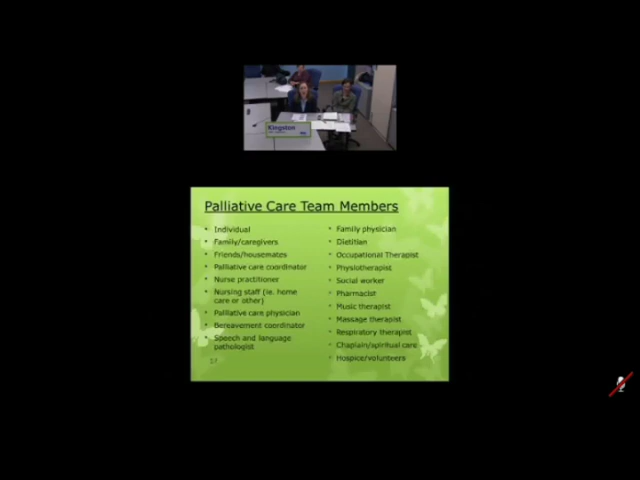 Kingston
Palliative Care Team Members
Individual
Family/caregivers
Friends/housemates
Palliative care coordinator
Nurse practitioner
Nursing staff (ie. home
care or other)
Palliative care physician
Bereavement coordinator
Speech and language
pathologist
17
Family physician
Dietitian
Occupational Therapist
Physiotherapist
Social worker
Pharmacist
Music therapist
Massage therapist
Respiratory therapist
Chaplain/spiritual care
Hospice/volunteers